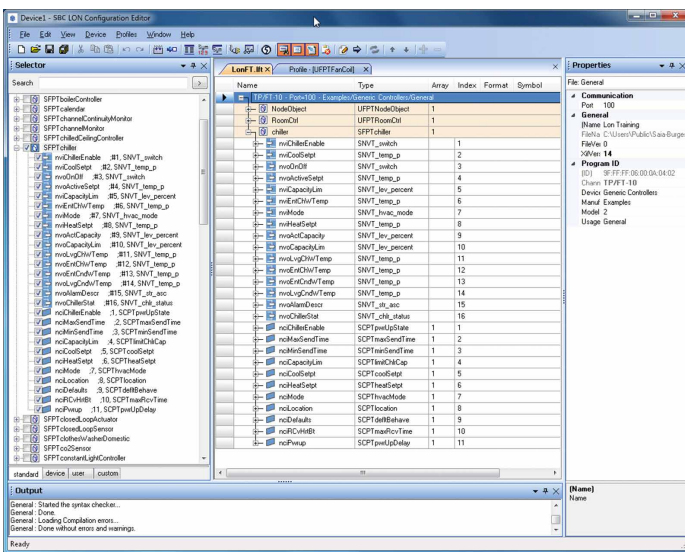 Device1 - SBC LON Configuration Editor
File Edit View Device Profiles Window Help
Selector
Search
SFPTboilerController
SFPTcalendar
SFPTchannelContinuityMonitor
SFPTchannelMonitor
SFPTchilledCeilingController
SFPTchiller
nviChillerEnable ;#1, SNVT_switch
nviCoolSetpt ;#2, SNVT_temp_p
nvoOnOff ;#3, SNVT_switch
nvoActiveSetpt ;#4, SNVT_temp_p
nviCapacityLim ;#5, SNVT_lev_percent
nviEntChWTemp ;#6, SNVT_temp_p
nviMode ;#7, SNVT_hvac_mode
nviHeatSetpt ;#8, SNVT_temp_p
nvoActCapacity ;#9, SNVT_lev_percent
nvoCapacityLim ;#10, SNVT_lev_percent
nvoLvgChWTemp ;#11, SNVT_temp_p
nvoEntChWTemp ;#12, SNVT_temp_p
nvoEntCndWTemp ;#13, SNVT_temp_p
nvoLvgCndWTemp ;#14, SNVT_temp_p
nvoAlarmDescr ;#15, SNVT_str_asc
nvoChillerStat ;#16, SNVT_chlr_status
nciChillerEnable ;1, SCPTpwrUpState
nciMaxSendTime ;2, SCPTmaxSendTime
nciMinSendTime ;3, SCPTminSendTime
nciCapacityLim ;4, SCPTlimitChlrCap
nciCoolSetpt ;5, SCPTcoolSetpt
nciHeatSetpt ;6, SCPTheatSetpt
nciMode ;7, SCPThvacMode
nciLocation ;8, SCPTlocation
nciDefaults ;9, SCPTdefltBehave
nciRCvHrtBt ;10, SCPTmaxRcvTime
nciPwrup ;11, SCPTpwrUpDelay
SFPTclosedLoopActuator
SFPTclosedLoopSensor
SFPTclothesWasherDomestic
SFPTco2Sensor
SFPTconstantLightController
standard device user custom
LonFT.lft X Profile - [UFPTFanCoil] X
Name Type Array Index Format Symbol
TP/FT-10 - Port=100 - Examples/Generic Controllers/General
NodeObject UFPTNodeObject 1
RoomCtrl UFPTRoomCtrl 1
chiller SFPTchiller 1
nviChillerEnable SNVT_switch 1
nviCoolSetpt SNVT_temp_p 2
nvoOnOff SNVT_switch 3
nvoActiveSetpt SNVT_temp_p 4
nviCapacityLim SNVT_lev_percent 5
nviEntChWTemp SNVT_temp_p 6
nviMode SNVT_hvac_mode 7
nviHeatSetpt SNVT_temp_p 8
nvoActCapacity SNVT_lev_percent 9
nvoCapacityLim SNVT_lev_percent 10
nvoLvgChWTemp SNVT_temp_p 11
nvoEntChWTemp SNVT_temp_p 12
nvoEntCndWTemp SNVT_temp_p 13
nvoLvgCndWTemp SNVT_temp_p 14
nvoAlarmDescr SNVT_str_asc 15
nvoChillerStat SNVT_chlr_status 16
nciChillerEnable SCPTpwrUpState 1 1
nciMaxSendTime SCPTmaxSendTime 1 2
nciMinSendTime SCPTminSendTime 1 3
nciCapacityLim SCPTlimitChlrCap 1 4
nciCoolSetpt SCPTcoolSetpt 1 5
nciHeatSetpt SCPTheatSetpt 1 6
nciMode SCPThvacMode 1 7
nciLocation SCPTlocation 1 8
nciDefaults SCPTdefltBehave 1 9
nciRCvHrtBt SCPTmaxRcvTime 1 10
nciPwrup SCPTpwrUpDelay 1 11
Properties
File: General
Communication
Port 100
General
(Name Lon Training
FileNa C:\Users\Public\Saia-Burge
FileVei 0
XifVer: 14
Program ID
(ID) 9F:FF:FF:06:00:0A:04:02
Chann TP/FT-10
Device Generic Controllers
Manuf Examples
Model 2
Usage General
(Name)
Name
Output
General : Started the syntax checker...
General : Done.
General : Loading Compilation errors...
General : Done without errors and warnings.
Ready